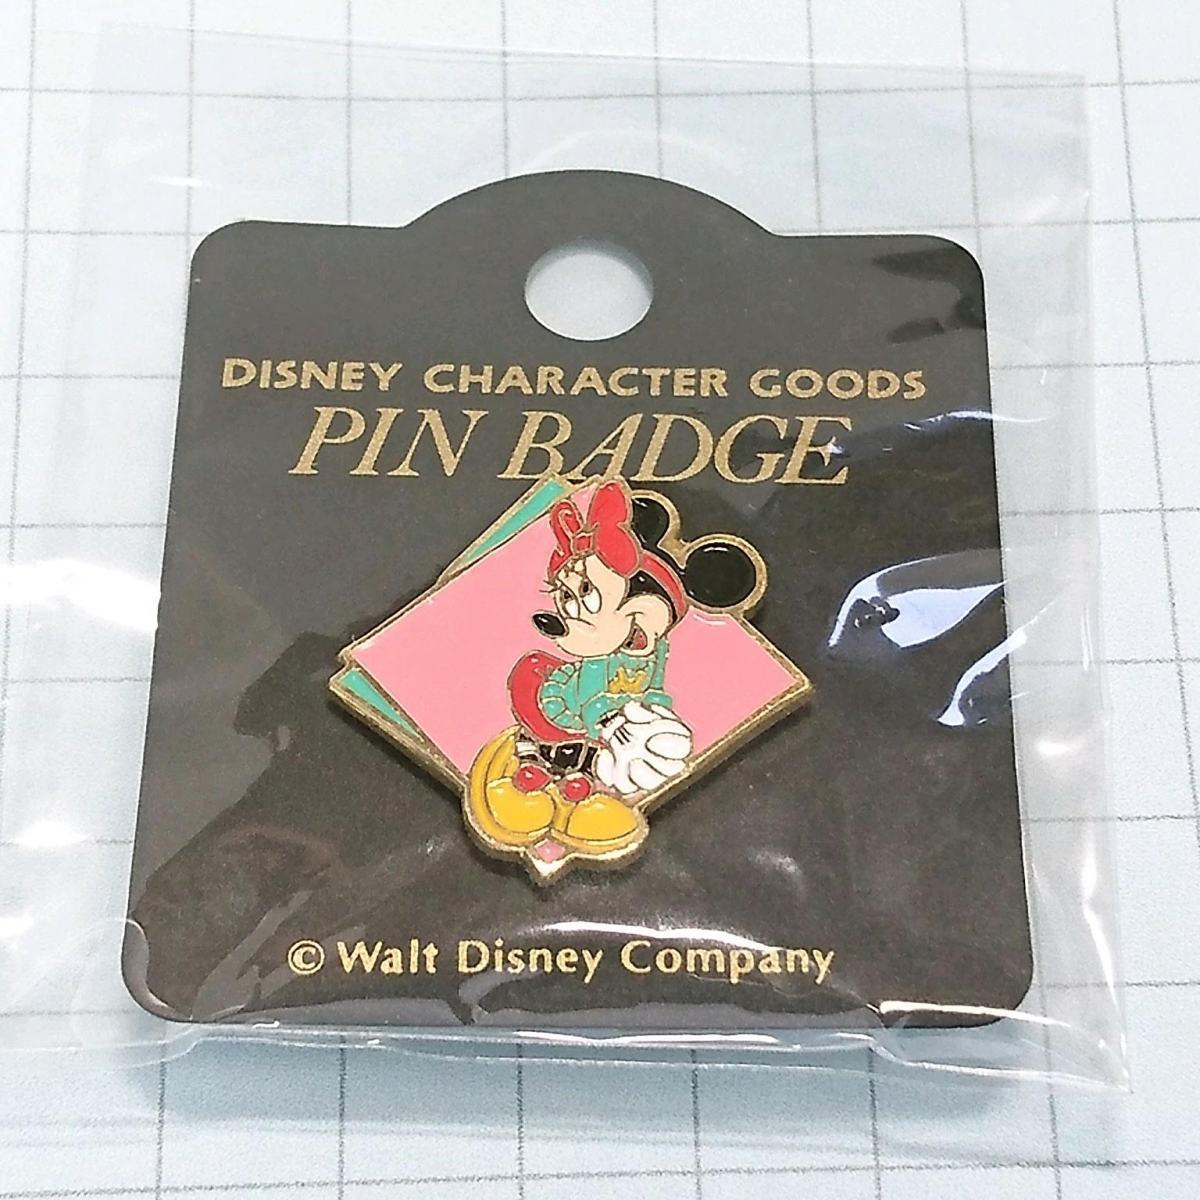 DISNEY CHARACTER GOODS
PIN BADGE
© Walt Disney Company